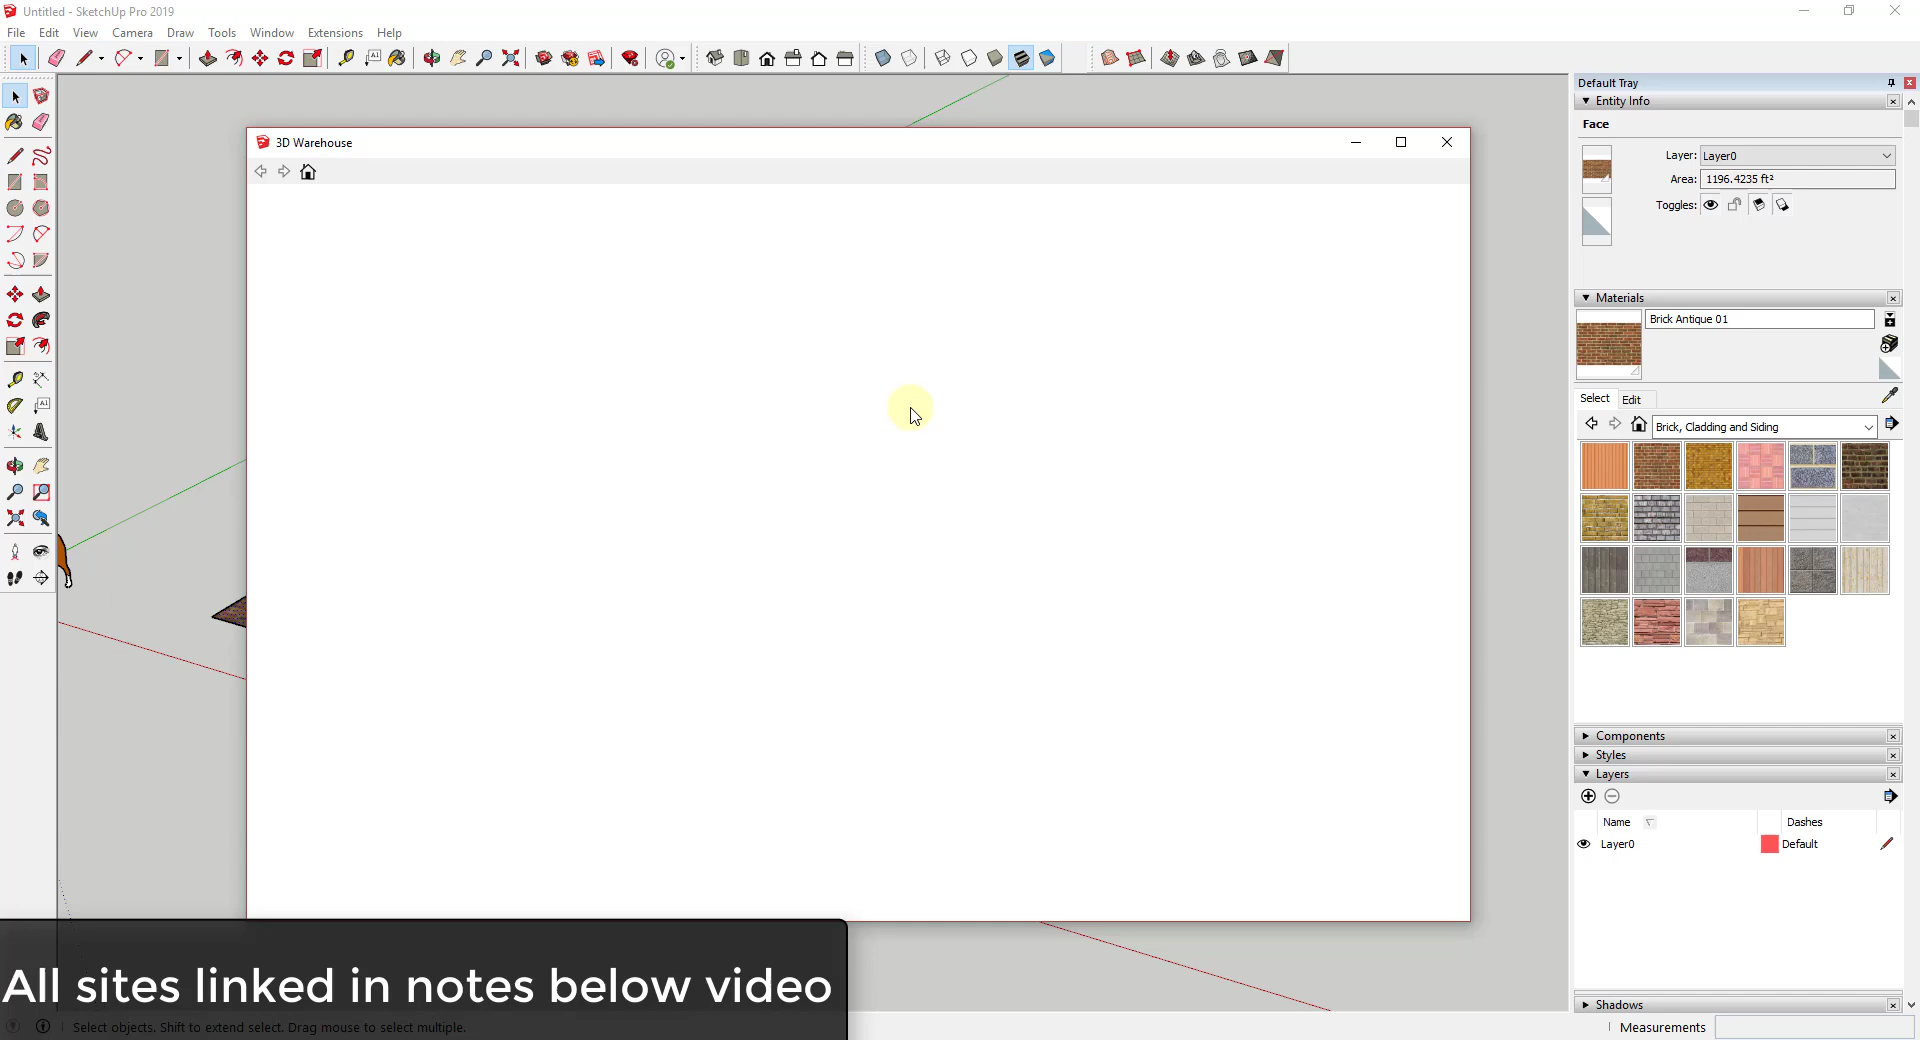 Untitled - SketchUp Pro 2019
File Edit View Camera Draw Tools Window Extensions Help
A1
Default Tray
Entity Info
Face
Layer: Layer0
Area: 1196.4235 ft²
Toggles:
3D Warehouse
Materials
Brick Antique 01
Select Edit
Brick, Cladding and Siding
A1
Components
Styles
Layers
Name Dashes
Layer0 Default
Shadows
Measurements
All sites linked in notes below video
Select objects. Shift to extend select. Drag mouse to select multiple.